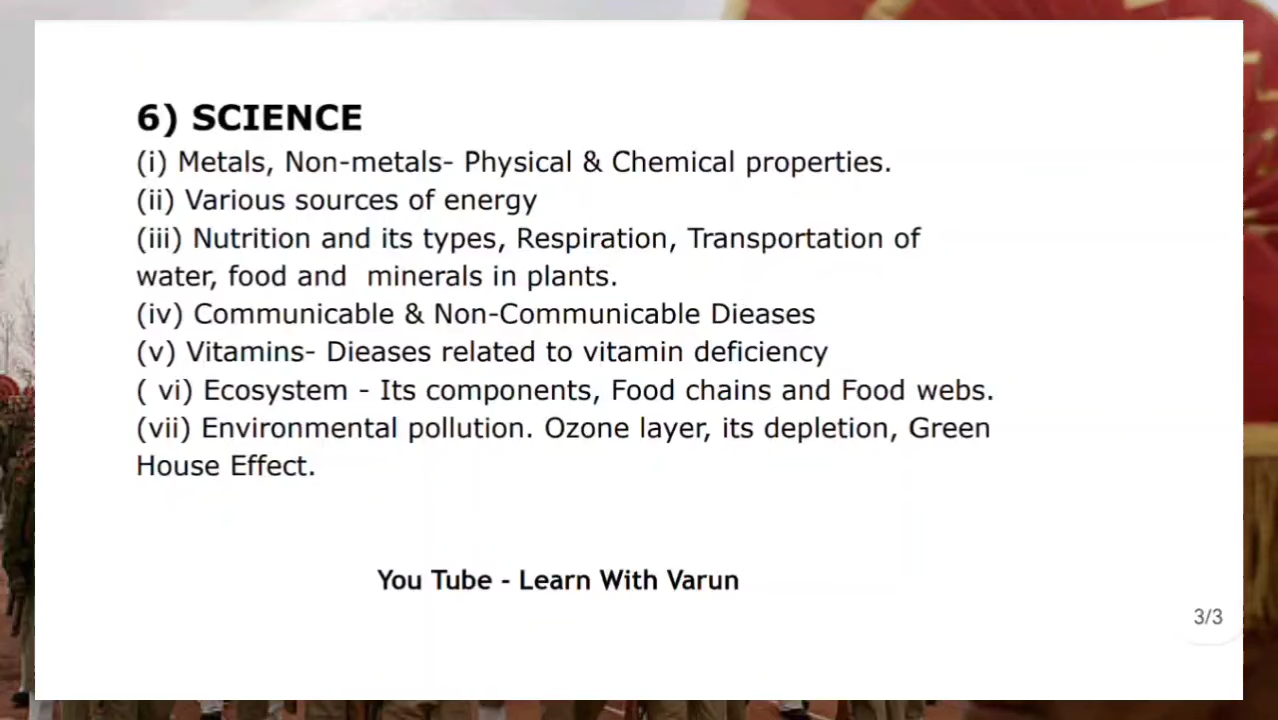 6) SCIENCE
(i) Metals, Non-metals- Physical & Chemical properties.
(ii) Various sources of energy
(iii) Nutrition and its types, Respiration, Transportation of
water, food and  minerals in plants.
(iv) Communicable & Non-Communicable Dieases
(v) Vitamins- Dieases related to vitamin deficiency
( vi) Ecosystem - Its components, Food chains and Food webs.
(vii) Environmental pollution. Ozone layer, its depletion, Green
House Effect.
You Tube - Learn With Varun
3/3